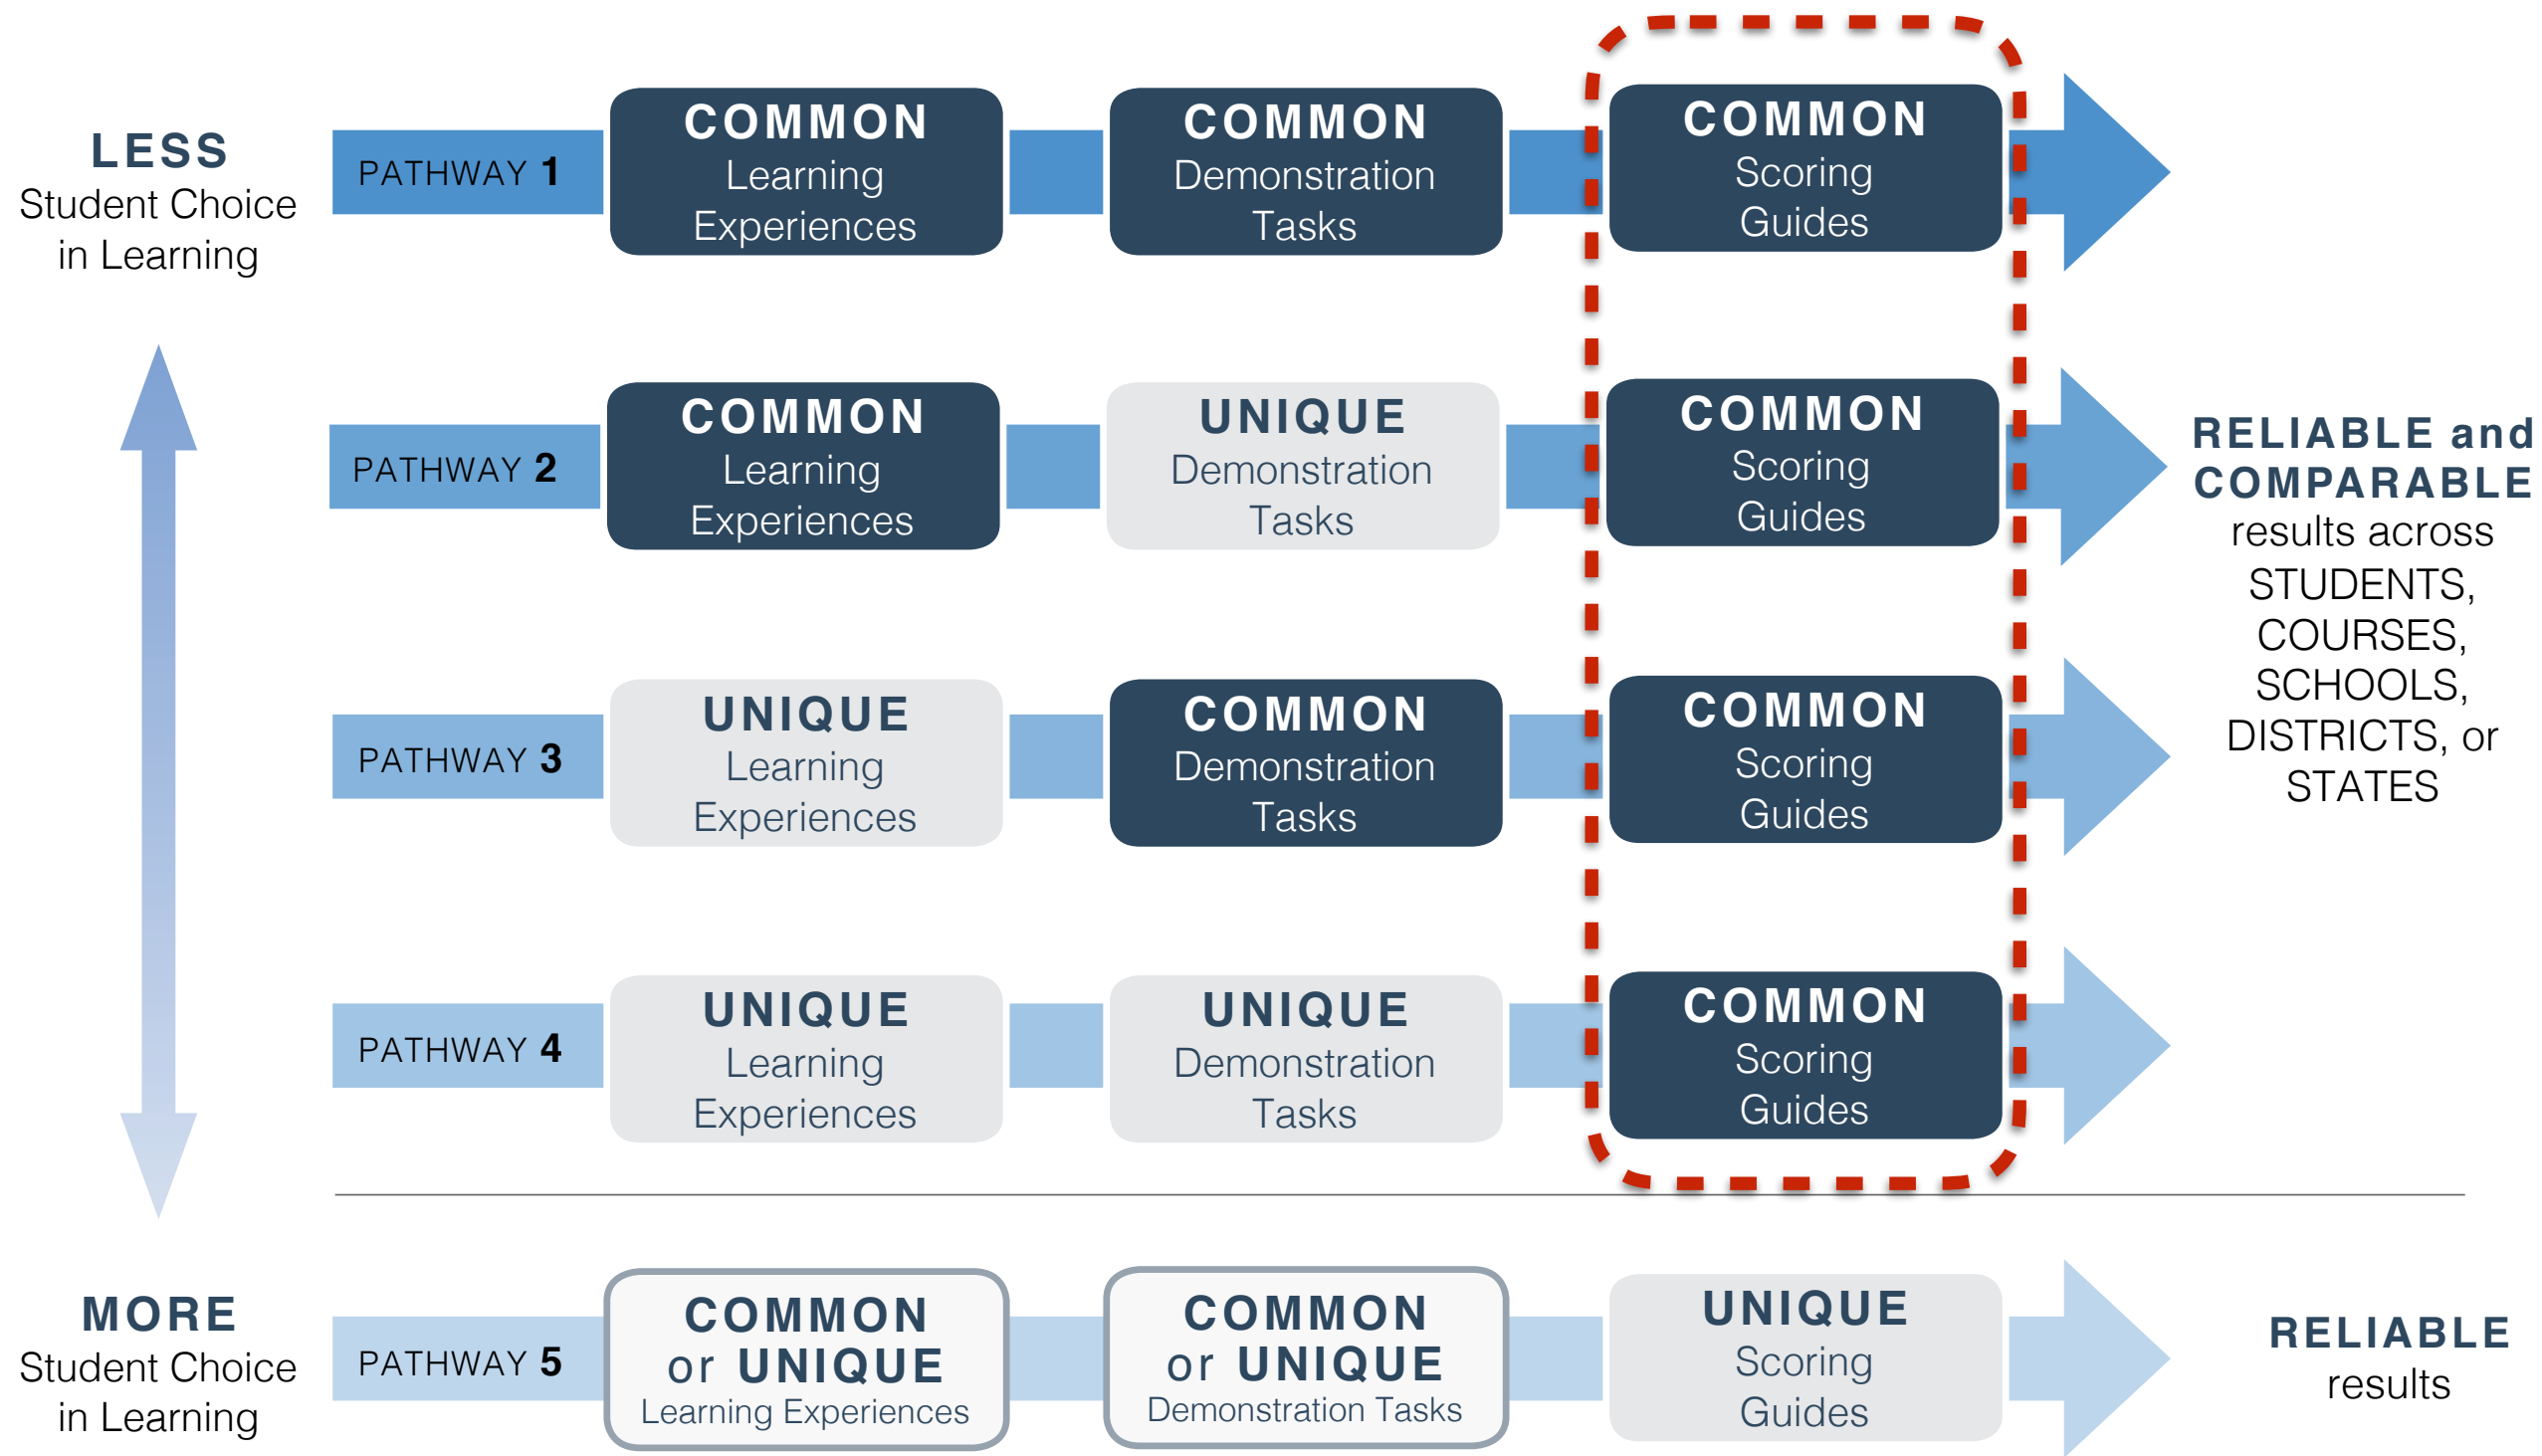 LESS
Student Choice
in Learning
PATHWAY 1
COMMON
Learning
Experiences
COMMON
Demonstration
Tasks
COMMON
Scoring
Guides
PATHWAY 2
COMMON
Learning
Experiences
UNIQUE
Demonstration
Tasks
COMMON
Scoring
Guides
RELIABLE and
COMPARABLE
results across
STUDENTS,
COURSES,
SCHOOLS,
DISTRICTS, or
STATES
PATHWAY 3
UNIQUE
Learning
Experiences
COMMON
Demonstration
Tasks
COMMON
Scoring
Guides
PATHWAY 4
UNIQUE
Learning
Experiences
UNIQUE
Demonstration
Tasks
COMMON
Scoring
Guides
MORE
Student Choice
in Learning
PATHWAY 5
COMMON
or UNIQUE
Learning Experiences
COMMON
or UNIQUE
Demonstration Tasks
UNIQUE
Scoring
Guides
RELIABLE
results